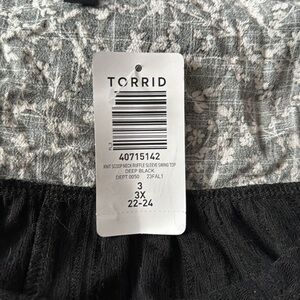 TORRID
40715142
KNIT SCOOP NECK RUFFLE SLEEVE SWING TOP
DEEP BLACK
DEPT 0050 23FAL1
3
3X
22-24